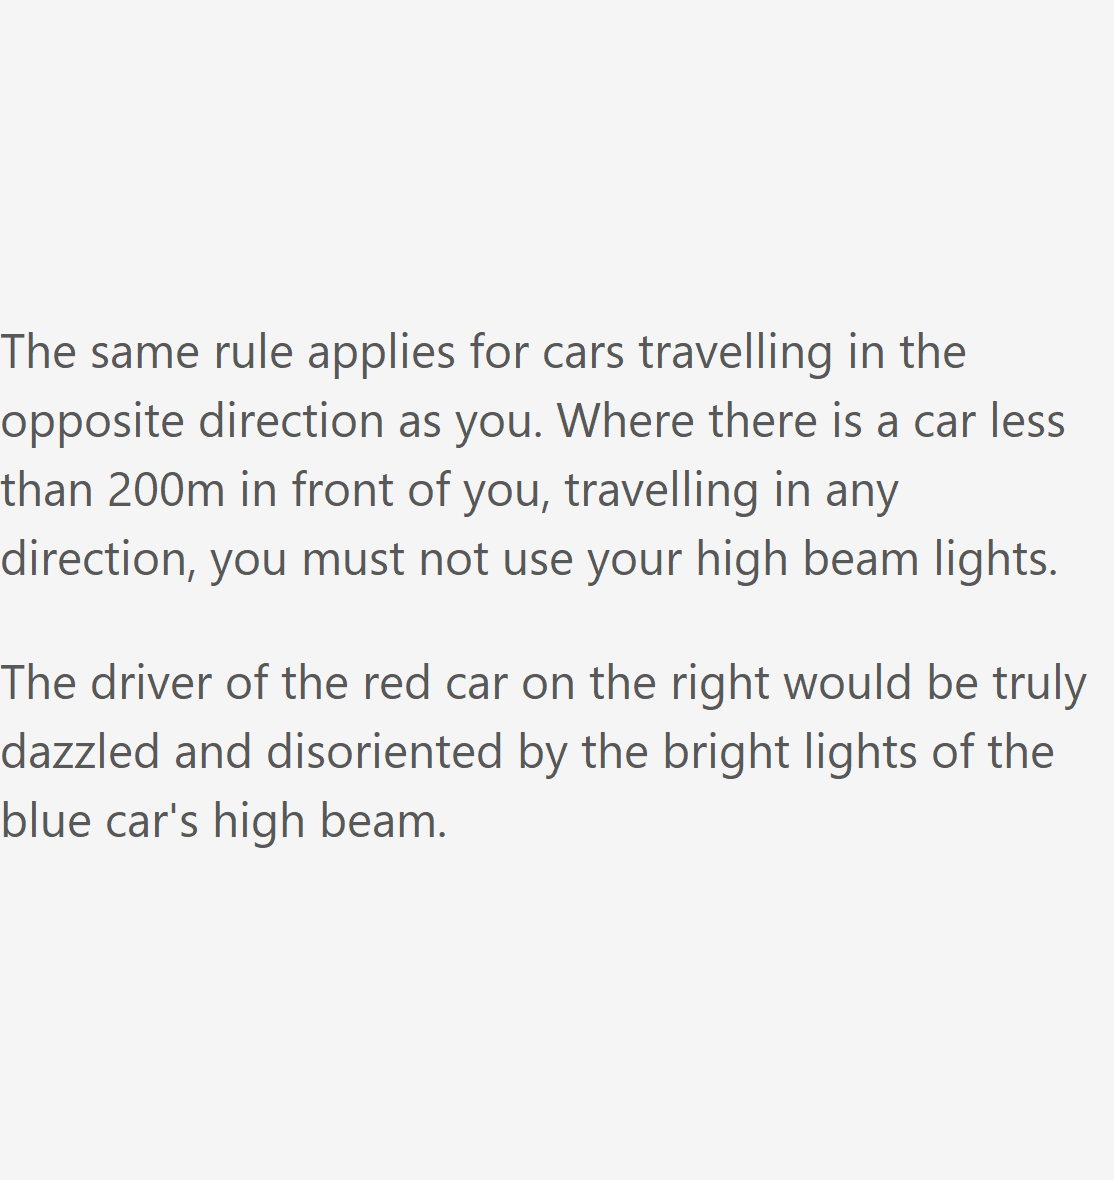 The same rule applies for cars travelling in the
opposite direction as you. Where there is a car less
than 200m in front of you, travelling in any
direction, you must not use your high beam lights.
The driver of the red car on the right would be truly
dazzled and disoriented by the bright lights of the
blue car's high beam.